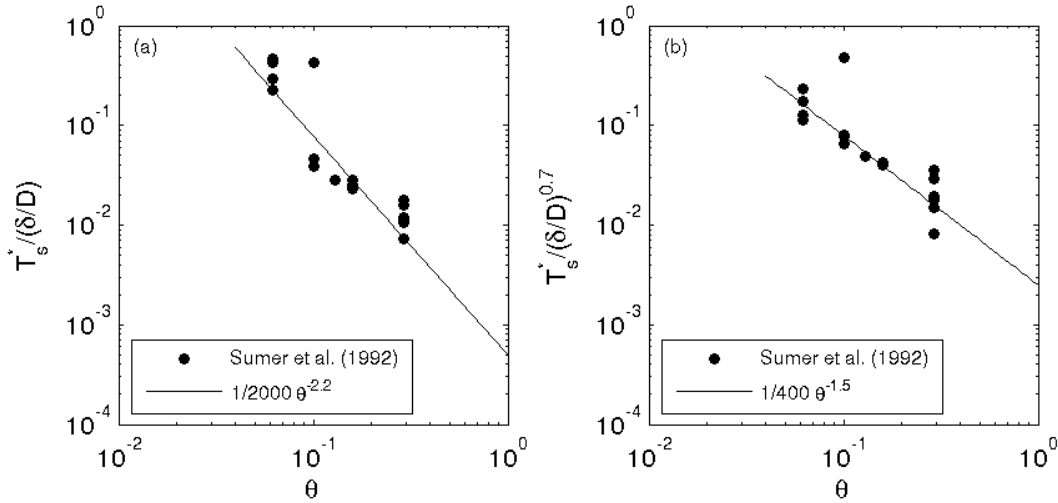 (a)
10^0
10^-1
10^-2
10^-3
10^-4
T_s^*/(δ/D)
Sumer et al. (1992)
1/2000 θ^-2.2
10^-2
10^-1
10^0
θ
(b)
10^0
10^-1
10^-2
10^-3
10^-4
T_s^*/(δ/D)^0.7
Sumer et al. (1992)
1/400 θ^-1.5
10^-2
10^-1
10^0
θ